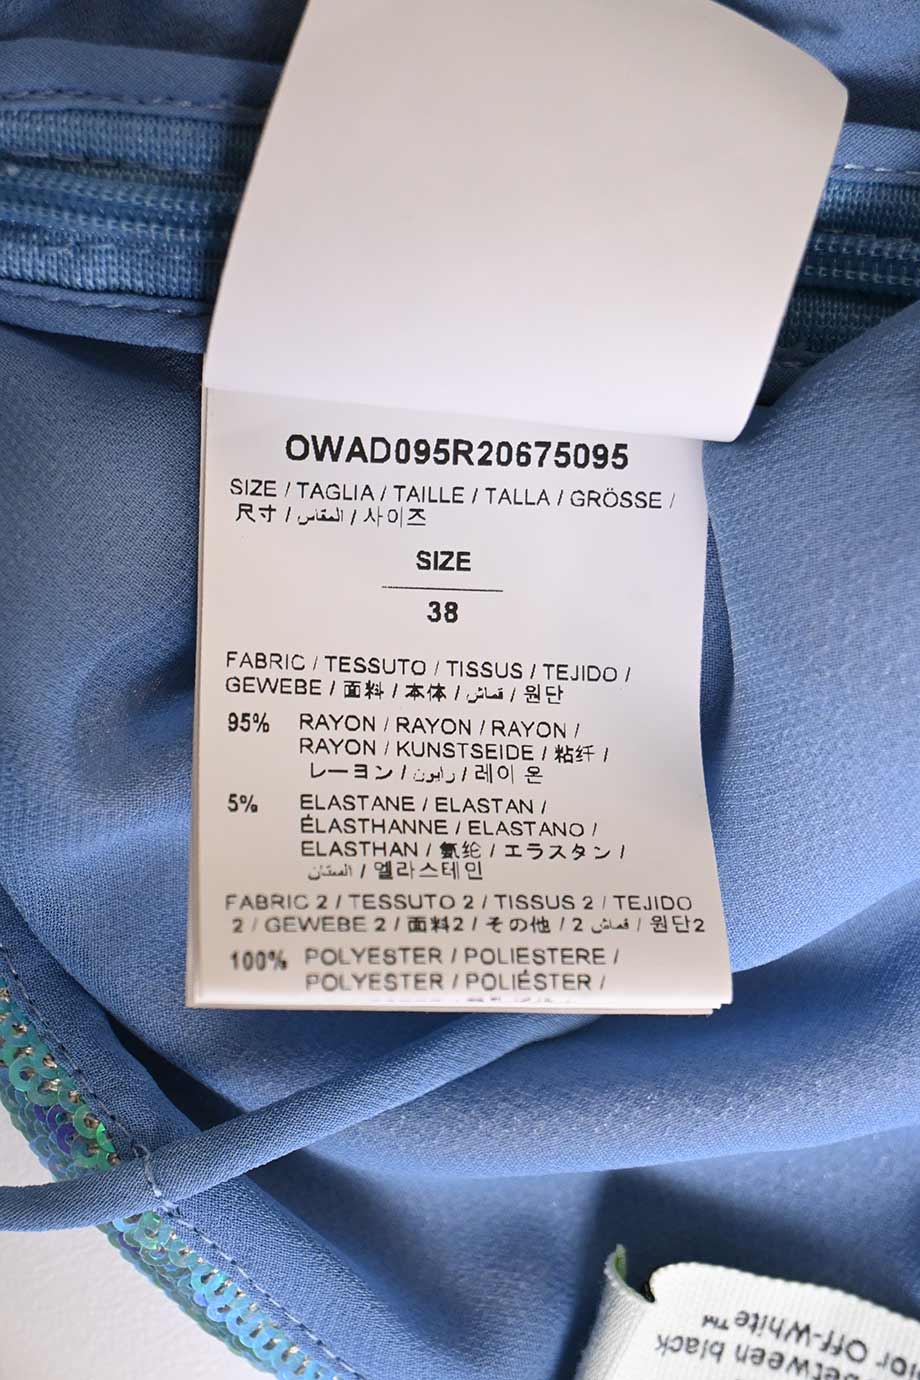 OWAD095R20675095
SIZE / TAGLIA / TAILLE / TALLA / GRÖSSE /
尺寸 / المقاس / 사이즈
SIZE
38
FABRIC / TESSUTO / TISSUS / TEJIDO /
GEWEBE / 面料 / 本体 / قماش / 원단
95% RAYON / RAYON / RAYON /
RAYON / KUNSTSEIDE / 粘纤 /
レーヨン / رايون / 레이 온
5% ELASTANE / ELASTAN /
ÉLASTHANNE / ELASTANO /
ELASTHAN / 氨纶 / エラスタン /
/ 엘라스테인
FABRIC 2 / TESSUTO 2 / TISSUS 2 / TEJIDO
2 / GEWEBE 2 / 面料2 / その他 / قماش 2 / 원단2
100% POLYESTER / POLIESTERE /
POLYESTER / POLIÉSTER /
between black
Off-White™